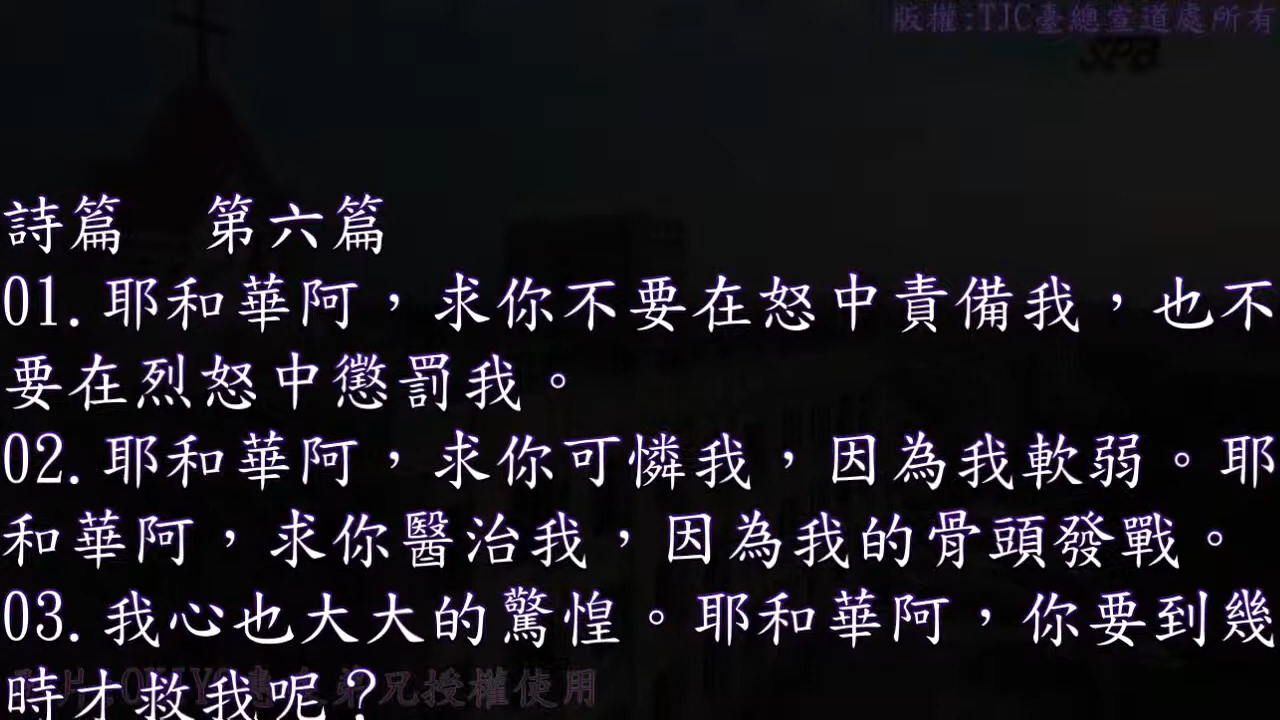 版權:TJC臺總宣道處所有
詩篇　第六篇
01.耶和華阿，求你不要在怒中責備我，也不
要在烈怒中懲罰我。
02.耶和華阿，求你可憐我，因為我軟弱。耶
和華阿，求你醫治我，因為我的骨頭發戰。
03.我心也大大的驚惶。耶和華阿，你要到幾
時才救我呢？
弟兄授權使用